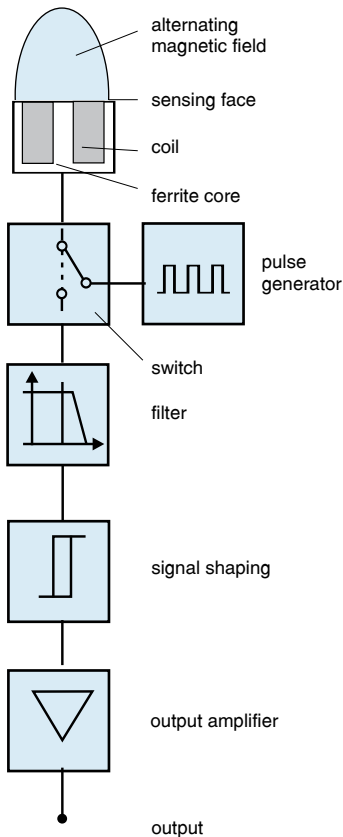 alternating
magnetic field
sensing face
coil
ferrite core
pulse
generator
switch
filter
signal shaping
output amplifier
output